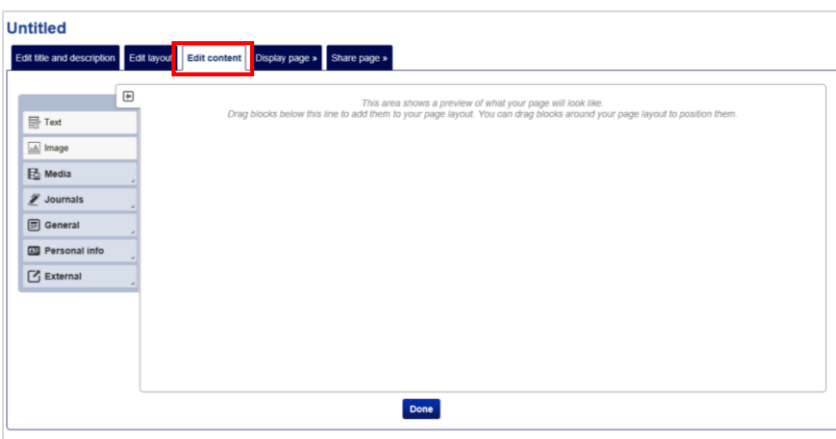 Untitled
Edit title and description Edit layout Edit content Display page » Share page »
This area shows a preview of what your page will look like.
Drag blocks below this line to add them to your page layout. You can drag blocks around your page layout to position them.
Text
Image
Media
Journals
General
Personal info
External
Done